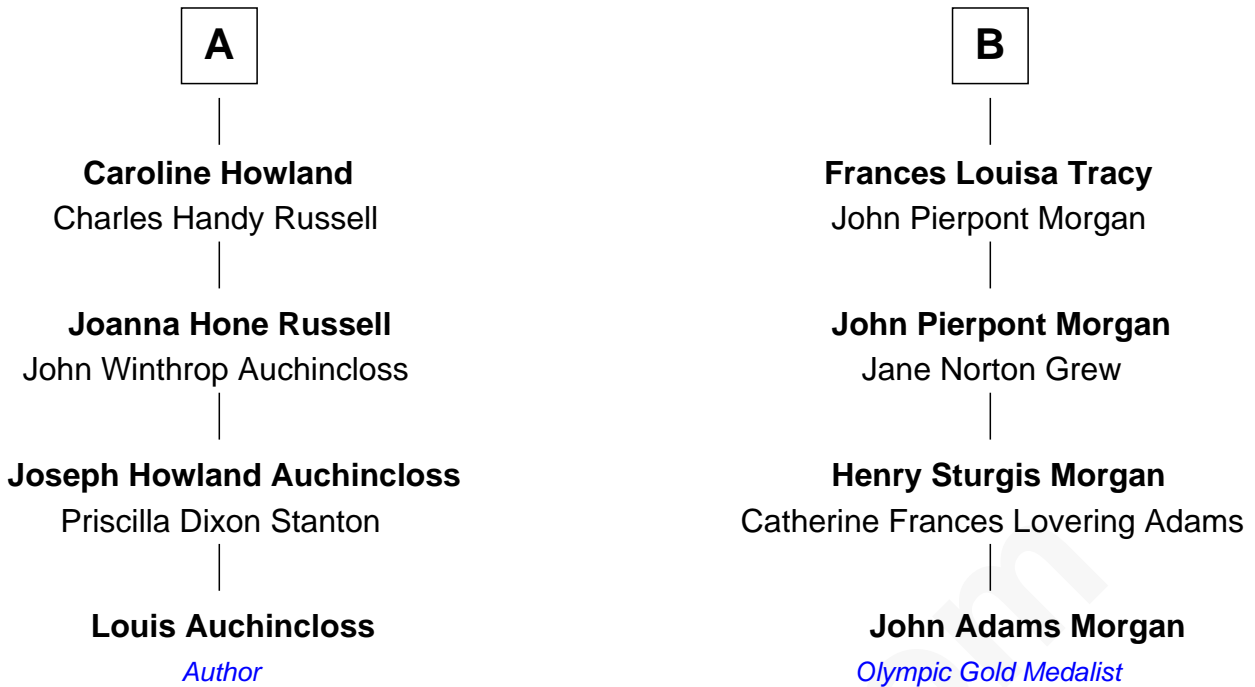 A
Caroline Howland
Charles Handy Russell
Joanna Hone Russell
John Winthrop Auchincloss
Joseph Howland Auchincloss
Priscilla Dixon Stanton
Louis Auchincloss
Author
B
Frances Louisa Tracy
John Pierpont Morgan
John Pierpont Morgan
Jane Norton Grew
Henry Sturgis Morgan
Catherine Frances Lovering Adams
John Adams Morgan
Olympic Gold Medalist